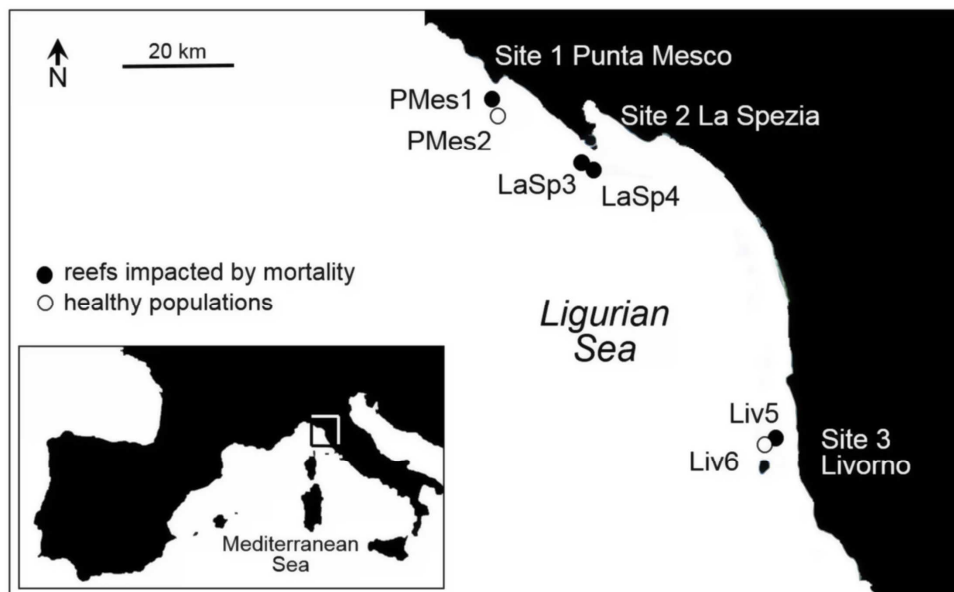 20 km
N
Site 1 Punta Mesco
PMes1
PMes2
Site 2 La Spezia
LaSp3
LaSp4
reefs impacted by mortality
healthy populations
Ligurian
Sea
Liv5
Liv6
Site 3
Livorno
Mediterranean
Sea